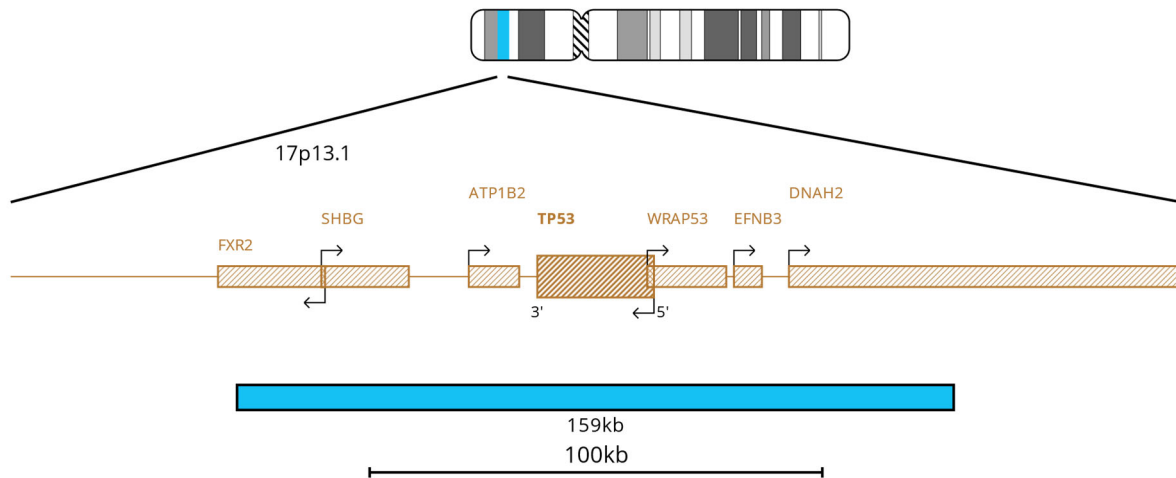 17p13.1
ATP1B2
DNAH2
SHBG
TP53
WRAP53
EFNB3
FXR2
3'
5'
159kb
100kb